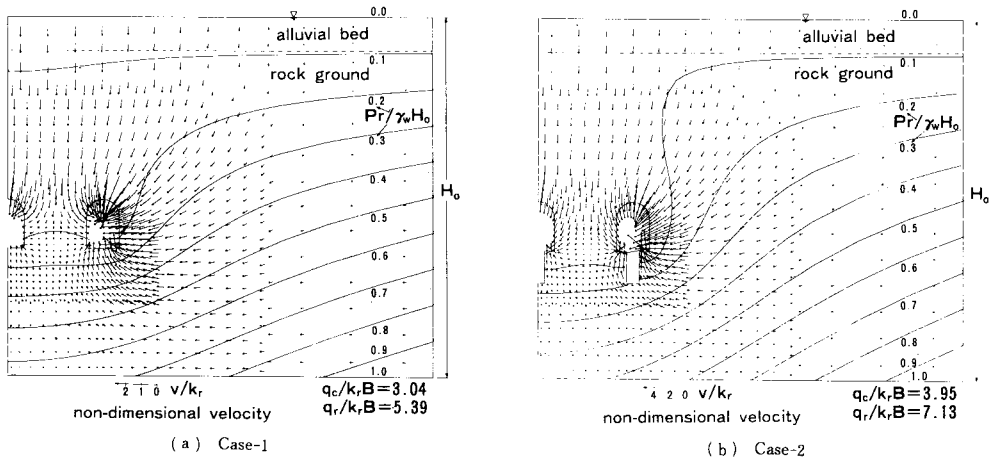 0.0
alluvial bed
0.1
rock ground
0.2
Pr/γwHo
0.3
0.4
0.5
0.6
0.7
0.8
0.9
1.0
Ho
2 1 0 v/kr
non-dimensional velocity
qc/krB=3.04
qr/krB=5.39
(a) Case-1
0.0
alluvial bed
0.1
rock ground
0.2
Pr/γwHo
0.3
0.4
0.5
0.6
0.7
0.8
0.9
1.0
Ho
4 2 0 v/kr
non-dimensional velocity
qc/krB=3.95
qr/krB=7.13
(b) Case-2